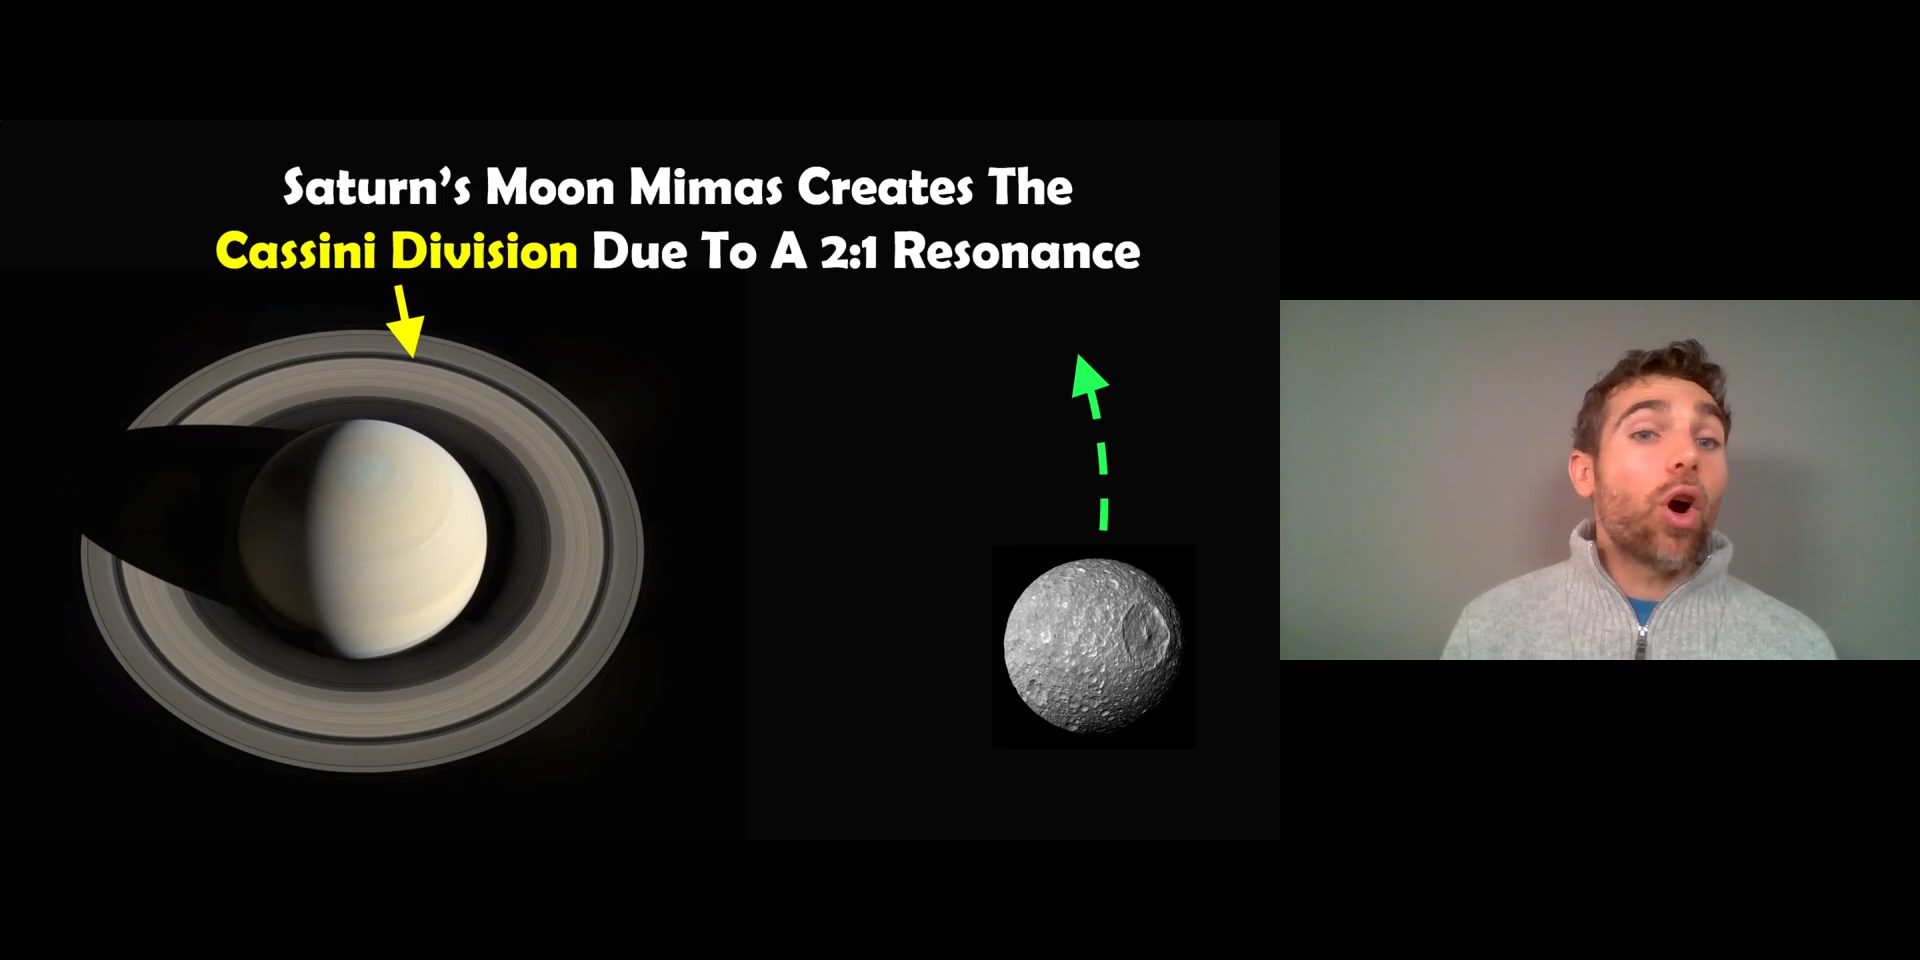 Saturn’s Moon Mimas Creates The
Cassini Division Due To A 2:1 Resonance